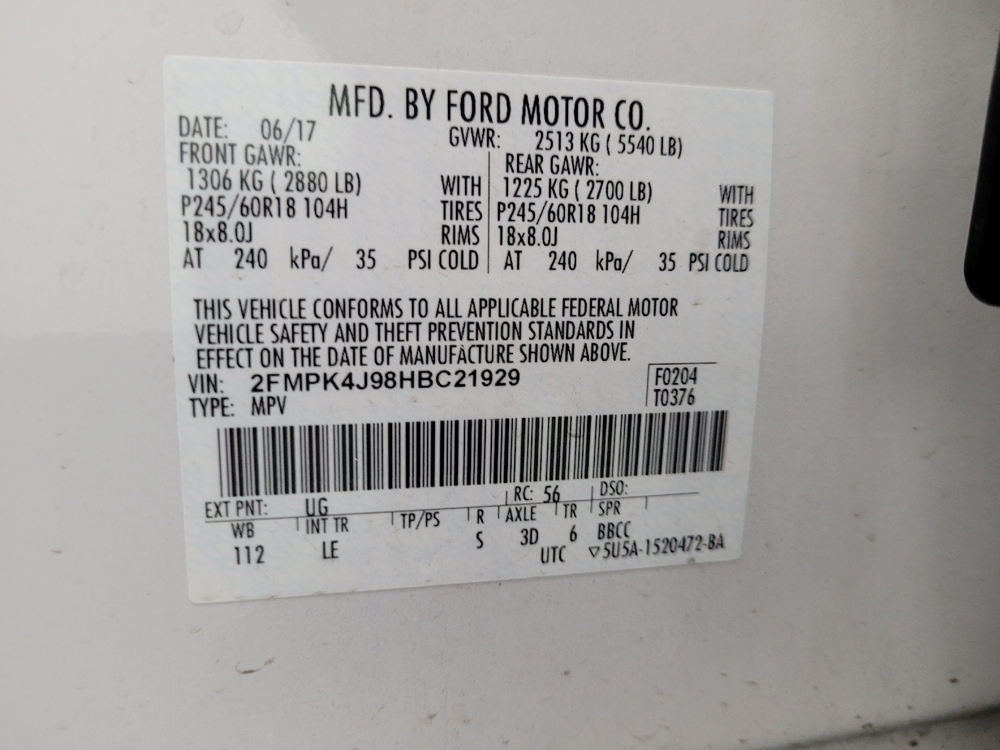 MFD. BY FORD MOTOR CO.
DATE: 06/17 GVWR: 2513 KG ( 5540 LB)
FRONT GAWR: REAR GAWR:
1306 KG ( 2880 LB) WITH 1225 KG ( 2700 LB) WITH
P245/60R18 104H TIRES P245/60R18 104H TIRES
18x8.0J RIMS 18x8.0J RIMS
AT 240 kPa/ 35 PSI COLD AT 240 kPa/ 35 PSI COLD
THIS VEHICLE CONFORMS TO ALL APPLICABLE FEDERAL MOTOR
VEHICLE SAFETY AND THEFT PREVENTION STANDARDS IN
EFFECT ON THE DATE OF MANUFACTURE SHOWN ABOVE.
VIN: 2FMPK4J98HBC21929 F0204
TYPE: MPV T0376
EXT PNT: UG RC: 56 DSO:
WB INT TR TP/PS R AXLE TR SPR
112 LE S 3D 6 BBCC
UTC ▽5U5A-1520472-BA